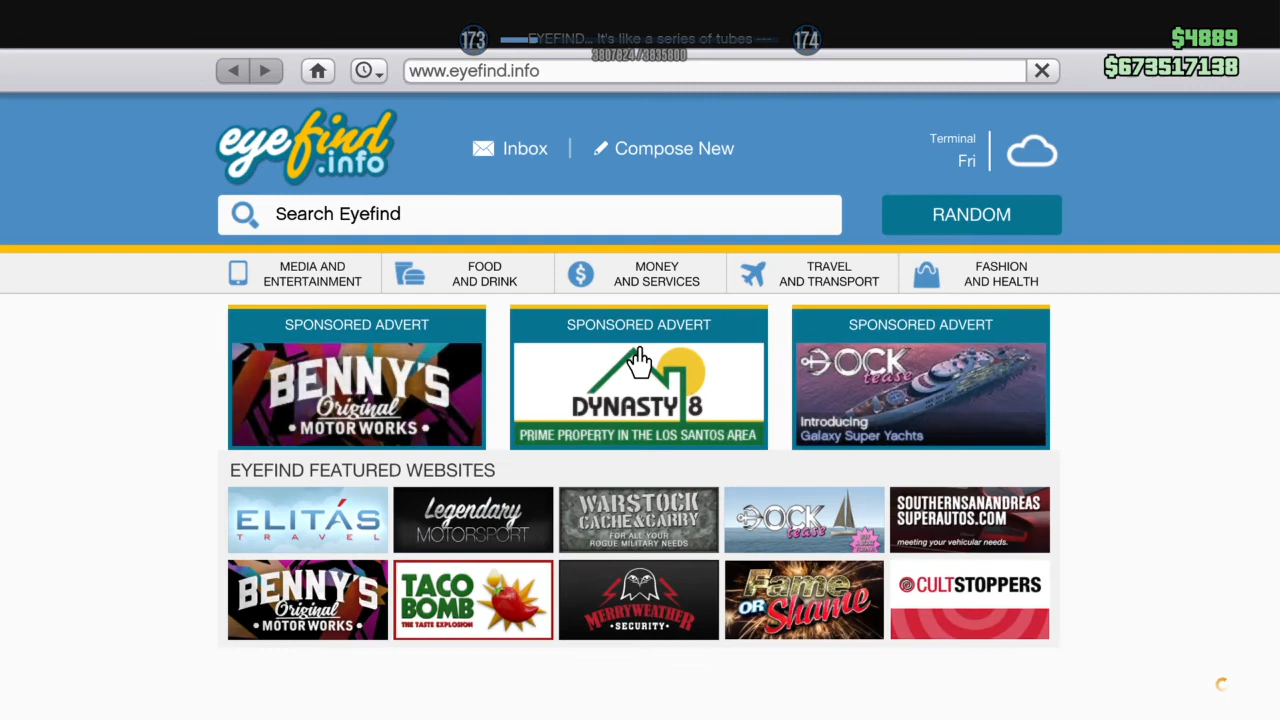 173
EYEFIND... It's like a series of tubes ---
174
3807824/3835800
$4889
$673517138
www.eyefind.info
eyefind
.info
Inbox
Compose New
Terminal
Fri
Search Eyefind
RANDOM
MEDIA AND
ENTERTAINMENT
FOOD
AND DRINK
MONEY
AND SERVICES
TRAVEL
AND TRANSPORT
FASHION
AND HEALTH
SPONSORED ADVERT
SPONSORED ADVERT
SPONSORED ADVERT
BENNY'S
Original
• MOTOR WORKS •
DYNASTY 8
PRIME PROPERTY IN THE LOS SANTOS AREA
DOCK
tease
Introducing
Galaxy Super Yachts
EYEFIND FEATURED WEBSITES
ELITÁS
TRAVEL
Legendary
MOTORSPORT
WARSTOCK
CACHE & CARRY
FOR ALL YOUR
ROGUE MILITARY NEEDS
DOCK
tease
SOUTHERNSANANDREAS
SUPERAUTOS.COM
meeting your vehicular needs.
BENNY'S
Original
• MOTOR WORKS •
TACO
BOMB
THE TASTE EXPLOSION
MERRYWEATHER
• SECURITY •
Fame
OR Shame
CULTSTOPPERS